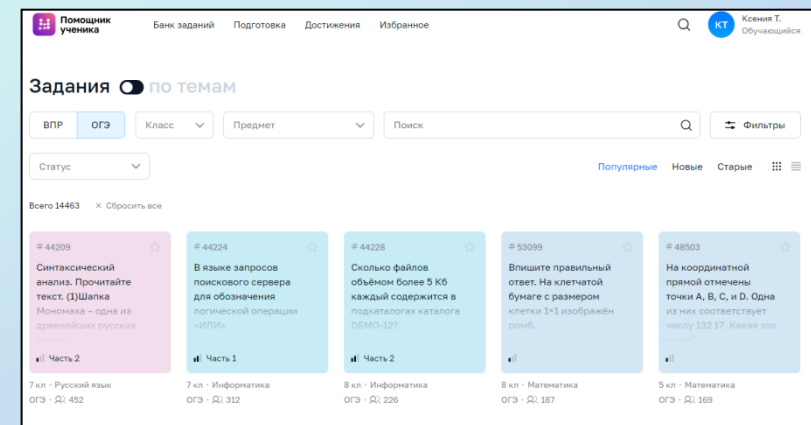 Помощник ученика
Банк заданий Подготовка Достижения Избранное
КТ
Ксения Т.
Обучающийся
Задания по темам
ВПР ОГЭ Класс Предмет Поиск Фильтры
Статус Популярные Новые Старые
Всего 14463 × Сбросить все
# 44209
Синтаксический
анализ. Прочитайте
текст. (1)Шапка
Мономаха – одна из
древнейших русских
Часть 2
7 кл · Русский язык
ОГЭ · 452
# 44224
В языке запросов
поискового сервера
для обозначения
логической операции
«ИЛИ»
Часть 1
7 кл · Информатика
ОГЭ · 312
# 44228
Сколько файлов
объёмом более 5 Кб
каждый содержится в
подкаталогах каталога
DEMO-12?
Часть 2
8 кл · Информатика
ОГЭ · 226
# 53099
Впишите правильный
ответ. На клетчатой
бумаге с размером
клетки 1×1 изображён
ромб.
8 кл · Математика
ОГЭ · 187
# 48503
На координатной
прямой отмечены
точки A, B, C, и D. Одна
из них соответствует
числу 132 17 .Какая это
5 кл · Математика
ОГЭ · 169